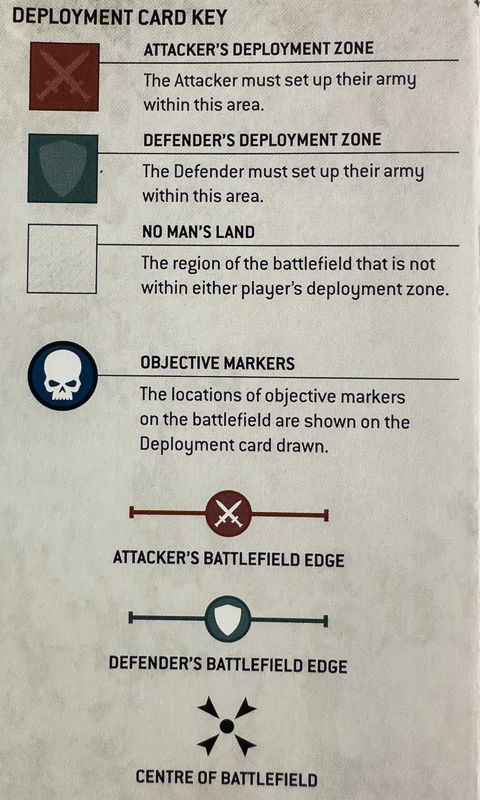 DEPLOYMENT CARD KEY
ATTACKER'S DEPLOYMENT ZONE
The Attacker must set up their army
within this area.
DEFENDER'S DEPLOYMENT ZONE
The Defender must set up their army
within this area.
NO MAN'S LAND
The region of the battlefield that is not
within either player's deployment zone.
OBJECTIVE MARKERS
The locations of objective markers
on the battlefield are shown on the
Deployment card drawn.
ATTACKER'S BATTLEFIELD EDGE
DEFENDER'S BATTLEFIELD EDGE
CENTRE OF BATTLEFIELD